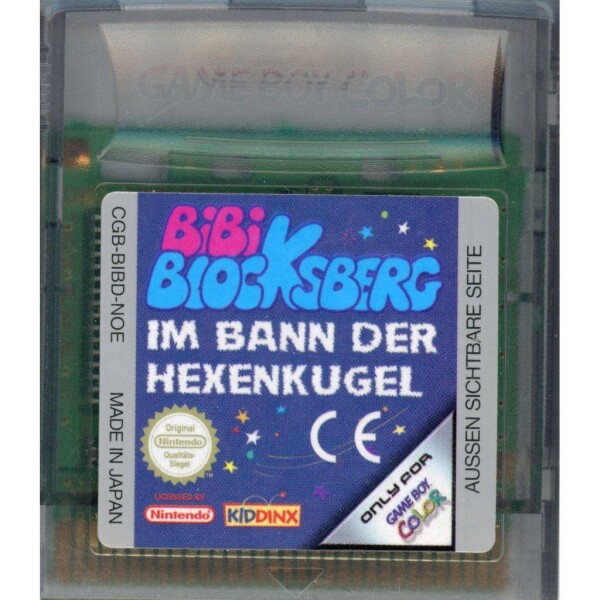 GAME BOY COLOR
BiBi
BLOCKSBERG
IM BANN DER
HEXENKUGEL
CGB-BIBD-NOE
MADE IN JAPAN
AUSSEN SICHTBARE SEITE
Original
Nintendo
Qualitäts-
Siegel
TM
CE
LICENSED BY
Nintendo
KIDDINX
ONLY FOR
GAME BOY
COLOR